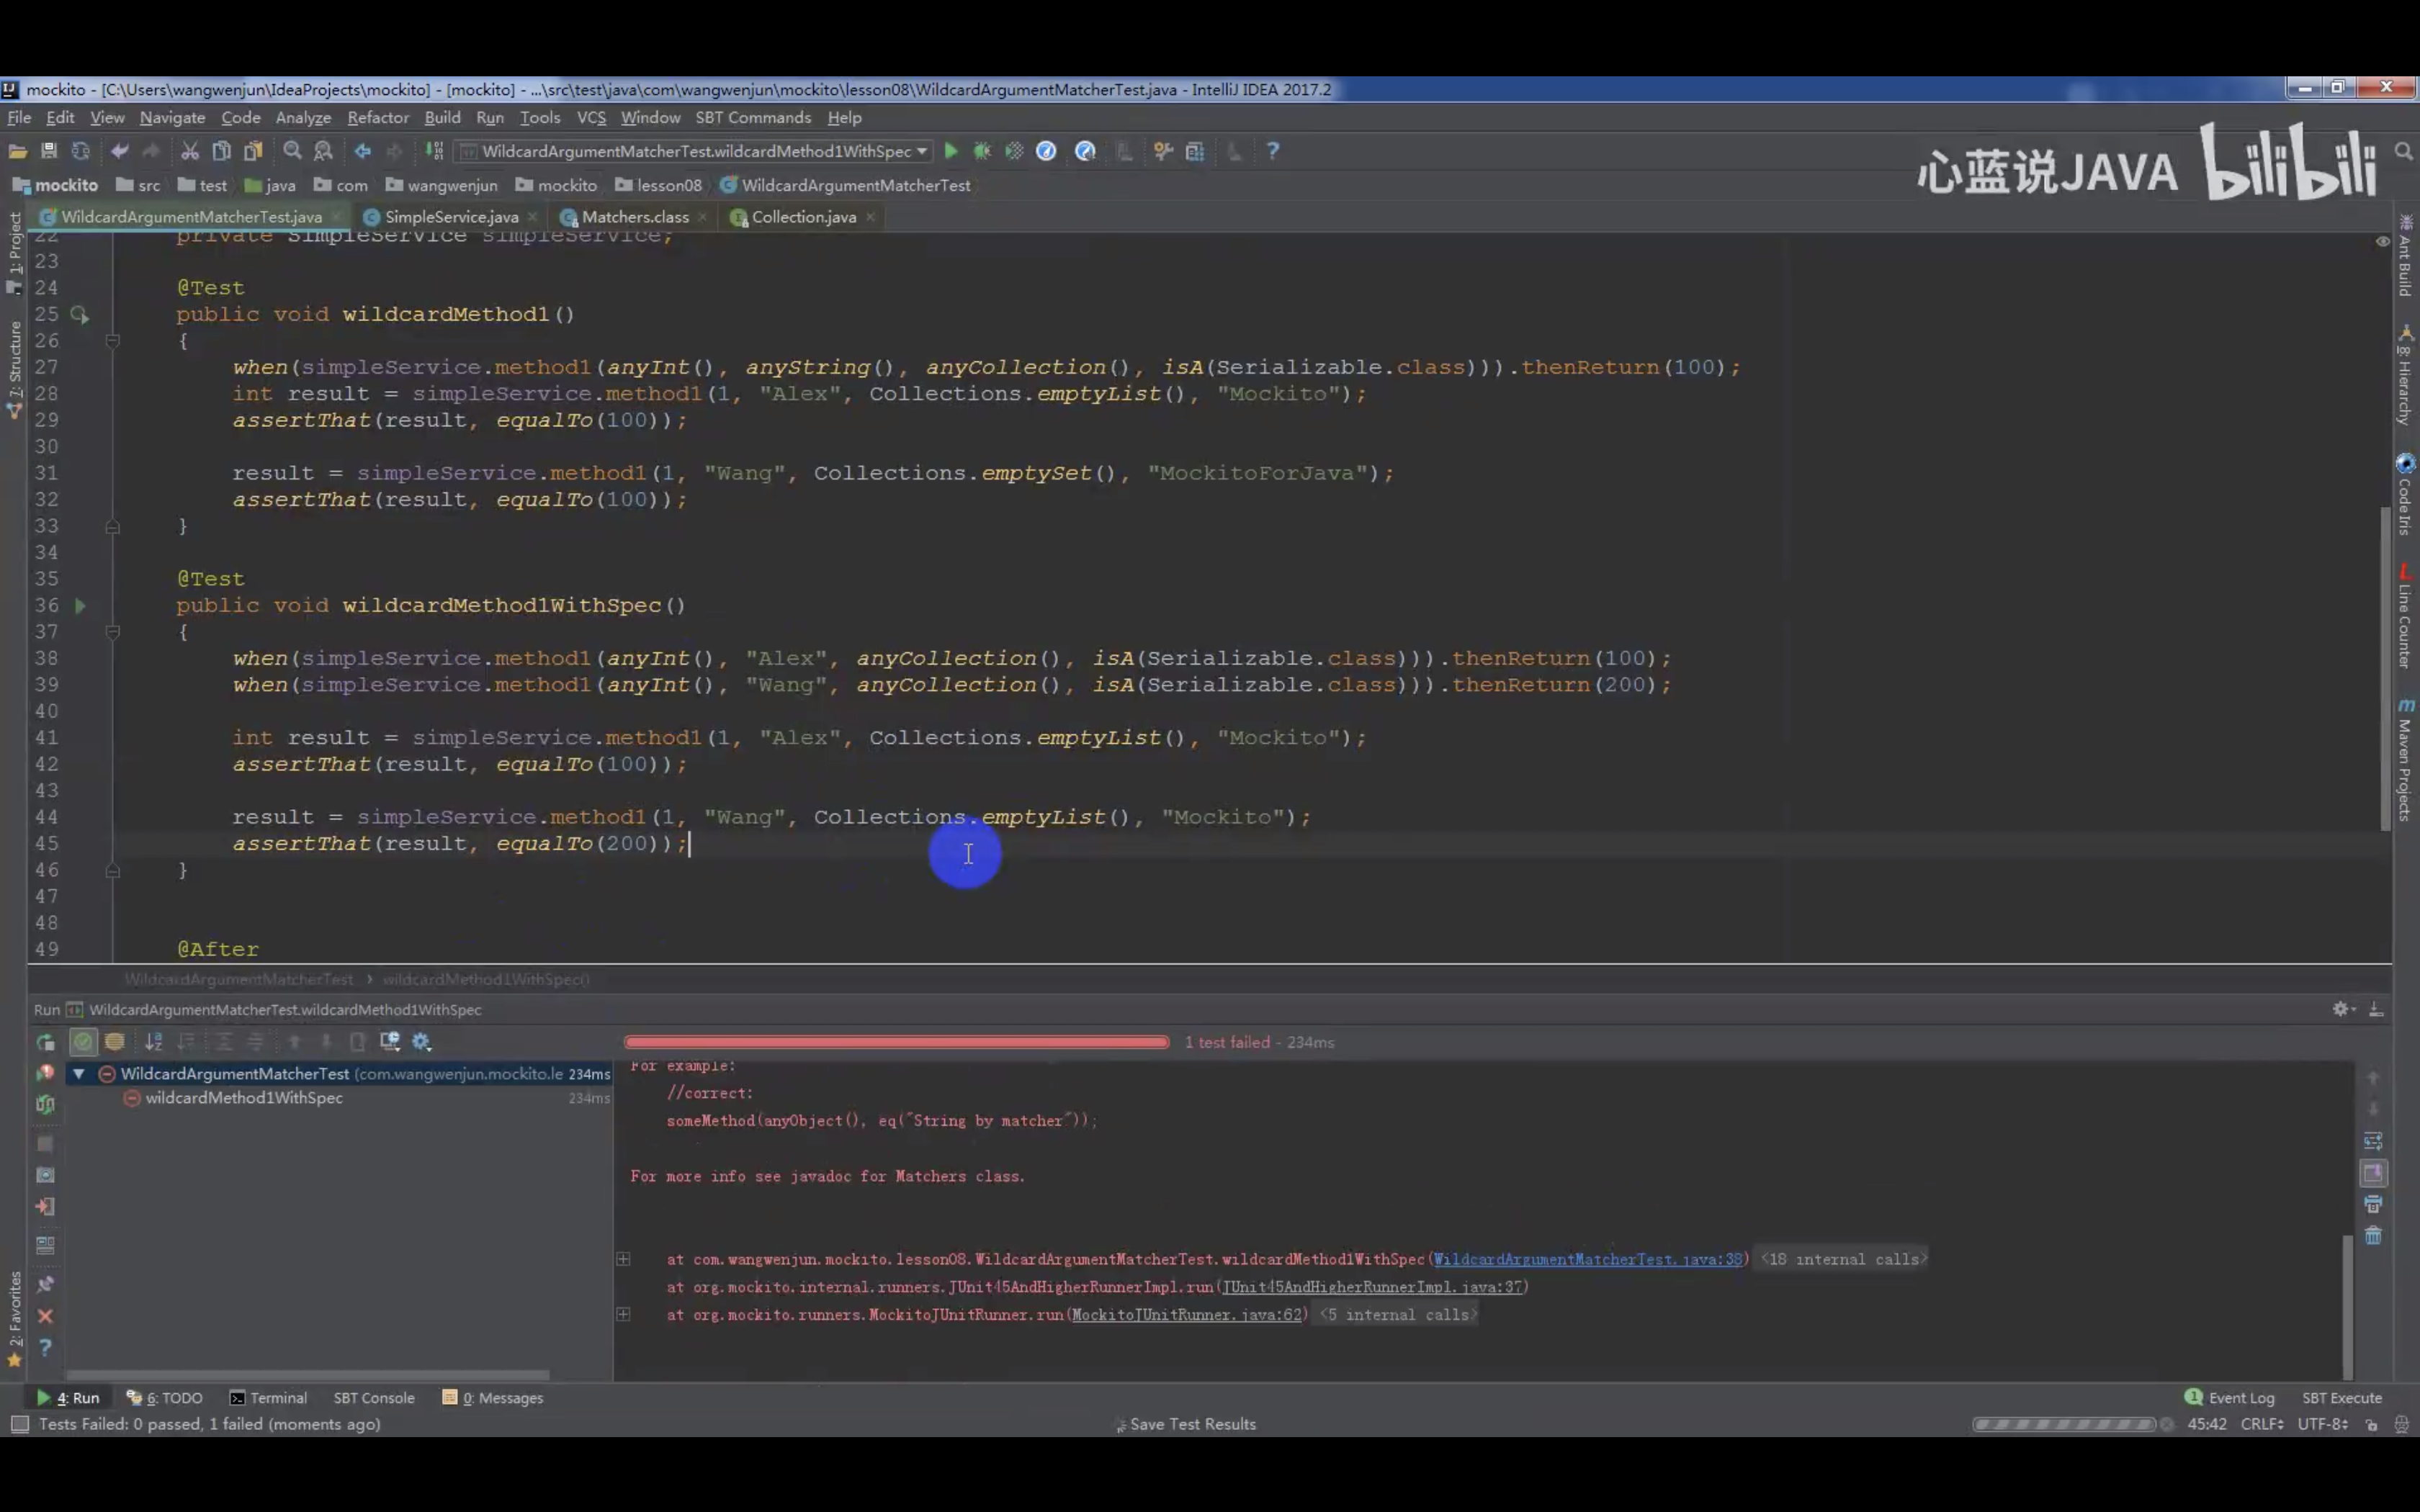 mockito - [C:\Users\wangwenjun\IdeaProjects\mockito] - [mockito] - ...\src\test\java\com\wangwenjun\mockito\lesson08\WildcardArgumentMatcherTest.java - IntelliJ IDEA 2017.2
File Edit View Navigate Code Analyze Refactor Build Run Tools VCS Window SBT Commands Help
WildcardArgumentMatcherTest.wildcardMethod1WithSpec
心蓝说JAVA bilibili
mockito src test java com wangwenjun mockito lesson08 WildcardArgumentMatcherTest
WildcardArgumentMatcherTest.java SimpleService.java Matchers.class Collection.java
1: Project
7: Structure
2: Favorites
Ant Build
8: Hierarchy
Code Iris
Line Counter
Maven Projects
22 private SimpleService simpleService;
23
24 @Test
25 public void wildcardMethod1()
26 {
27 when(simpleService.method1(anyInt(), anyString(), anyCollection(), isA(Serializable.class))).thenReturn(100);
28 int result = simpleService.method1(1, "Alex", Collections.emptyList(), "Mockito");
29 assertThat(result, equalTo(100));
30
31 result = simpleService.method1(1, "Wang", Collections.emptySet(), "MockitoForJava");
32 assertThat(result, equalTo(100));
33 }
34
35 @Test
36 public void wildcardMethod1WithSpec()
37 {
38 when(simpleService.method1(anyInt(), "Alex", anyCollection(), isA(Serializable.class))).thenReturn(100);
39 when(simpleService.method1(anyInt(), "Wang", anyCollection(), isA(Serializable.class))).thenReturn(200);
40
41 int result = simpleService.method1(1, "Alex", Collections.emptyList(), "Mockito");
42 assertThat(result, equalTo(100));
43
44 result = simpleService.method1(1, "Wang", Collections.emptyList(), "Mockito");
45 assertThat(result, equalTo(200));
46 }
47
48
49 @After
WildcardArgumentMatcherTest › wildcardMethod1WithSpec()
Run WildcardArgumentMatcherTest.wildcardMethod1WithSpec
1 test failed - 234ms
WildcardArgumentMatcherTest (com.wangwenjun.mockito.le 234ms
wildcardMethod1WithSpec 234ms
For example:
//correct:
someMethod(anyObject(), eq("String by matcher"));
For more info see javadoc for Matchers class.
at com.wangwenjun.mockito.lesson08.WildcardArgumentMatcherTest.wildcardMethod1WithSpec(WildcardArgumentMatcherTest.java:38) <18 internal calls>
at org.mockito.internal.runners.JUnit45AndHigherRunnerImpl.run(JUnit45AndHigherRunnerImpl.java:37)
at org.mockito.runners.MockitoJUnitRunner.run(MockitoJUnitRunner.java:62) <5 internal calls>
4: Run 6: TODO Terminal SBT Console 0: Messages 1 Event Log SBT Execute
Tests Failed: 0 passed, 1 failed (moments ago) Save Test Results 45:42 CRLF UTF-8